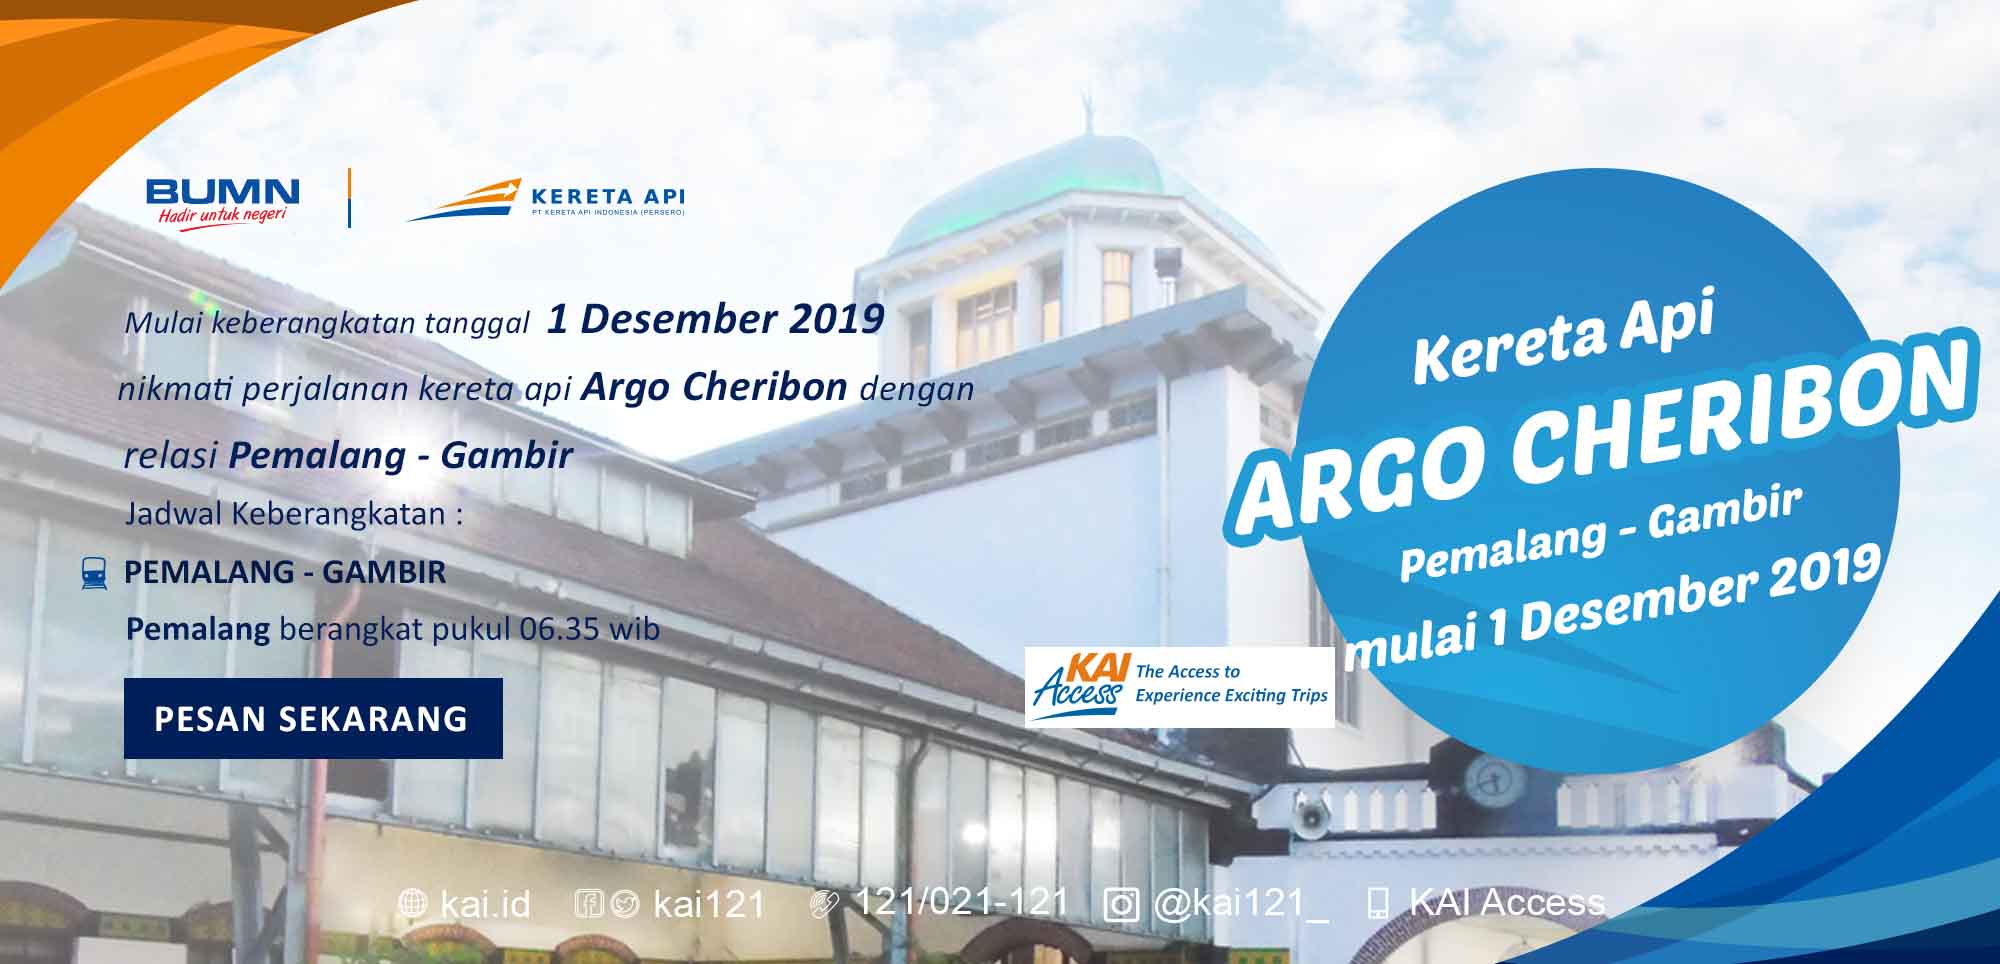 BUMN
Hadir untuk negeri
KERETA API
PT KERETA API INDONESIA (PERSERO)
Mulai keberangkatan tanggal 1 Desember 2019
nikmati perjalanan kereta api Argo Cheribon dengan
relasi Pemalang - Gambir
Jadwal Keberangkatan :
PEMALANG - GAMBIR
Pemalang berangkat pukul 06.35 wib
PESAN SEKARANG
Kereta Api
ARGO CHERIBON
Pemalang - Gambir
mulai 1 Desember 2019
KAI
Access
The Access to
Experience Exciting Trips
kai.id kai121 121/021-121 @kai121_ KAI Access